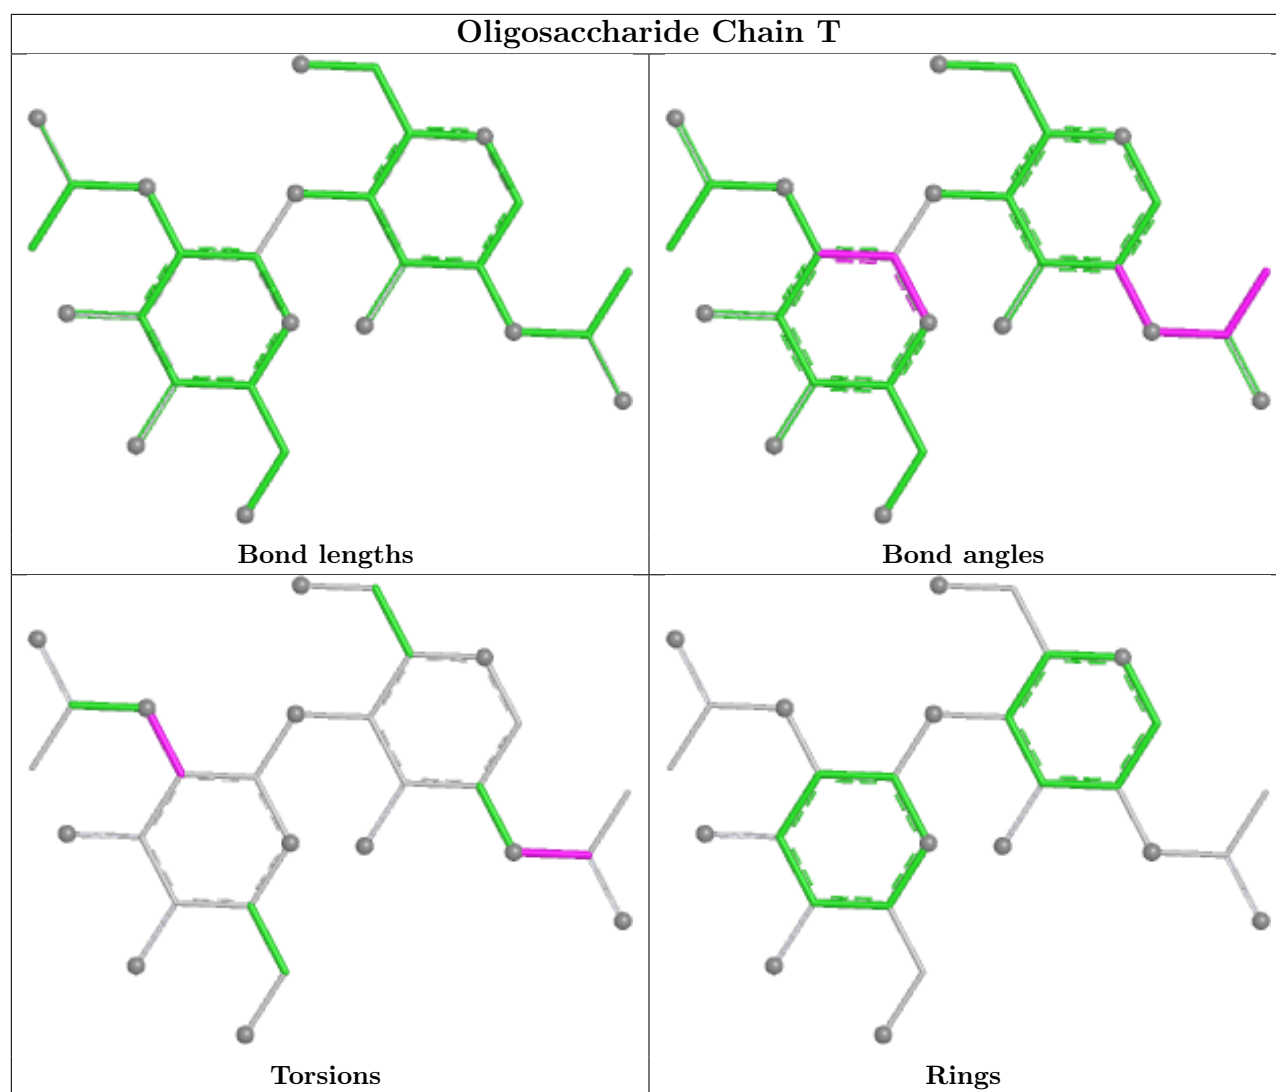 Oligosaccharide Chain T
Bond lengths
Bond angles
Torsions
Rings